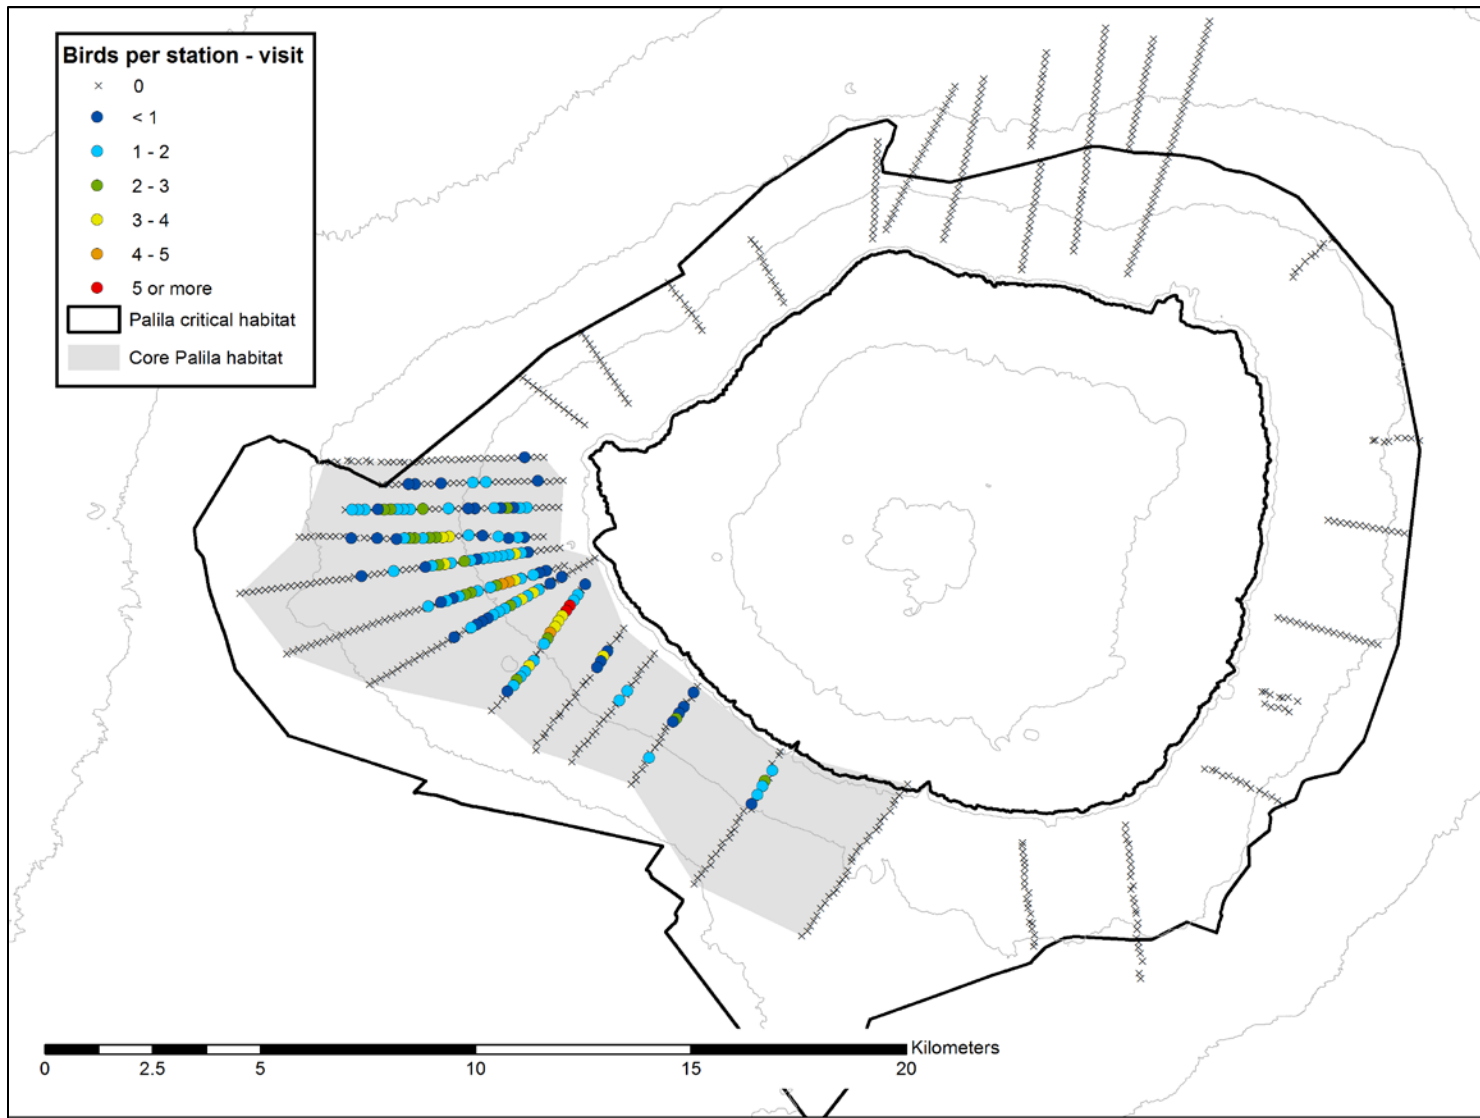 Birds per station - visit
0
< 1
1 - 2
2 - 3
3 - 4
4 - 5
5 or more
Palila critical habitat
Core Palila habitat
Kilometers
0 2.5 5 10 15 20